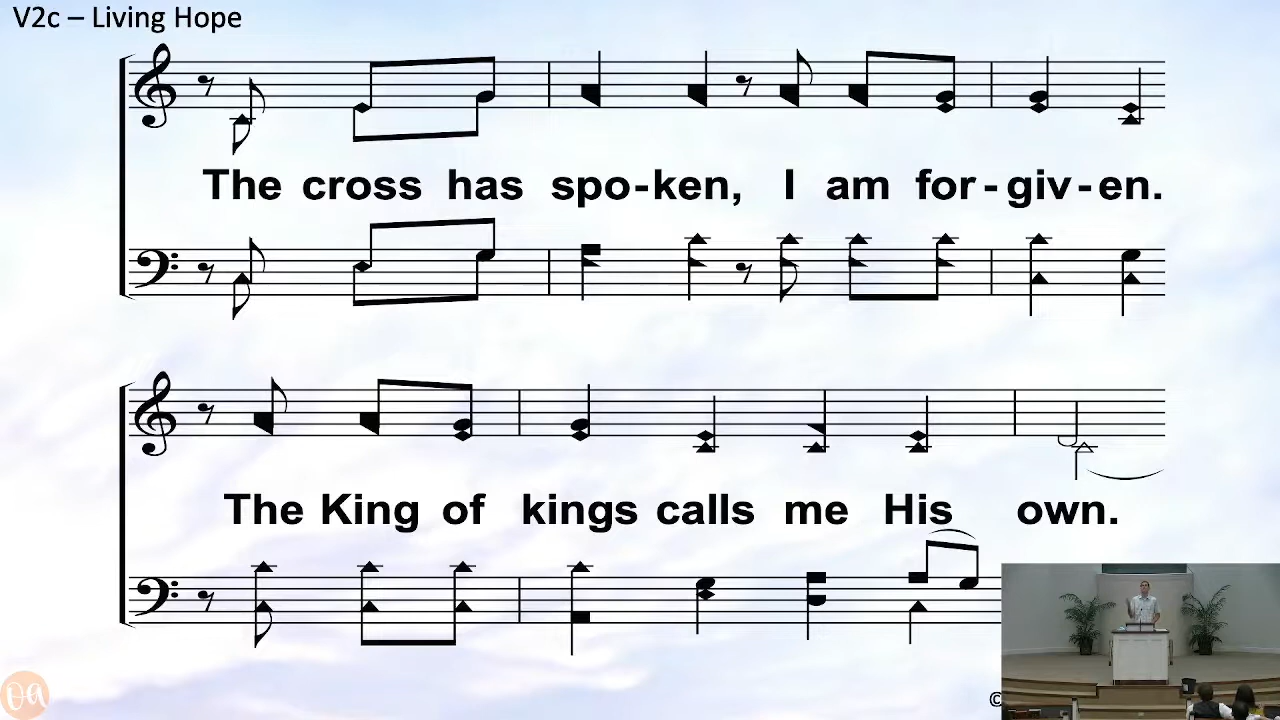 V2c – Living Hope
The cross has spo-ken, I am for-giv-en.
The King of kings calls me His own.
©